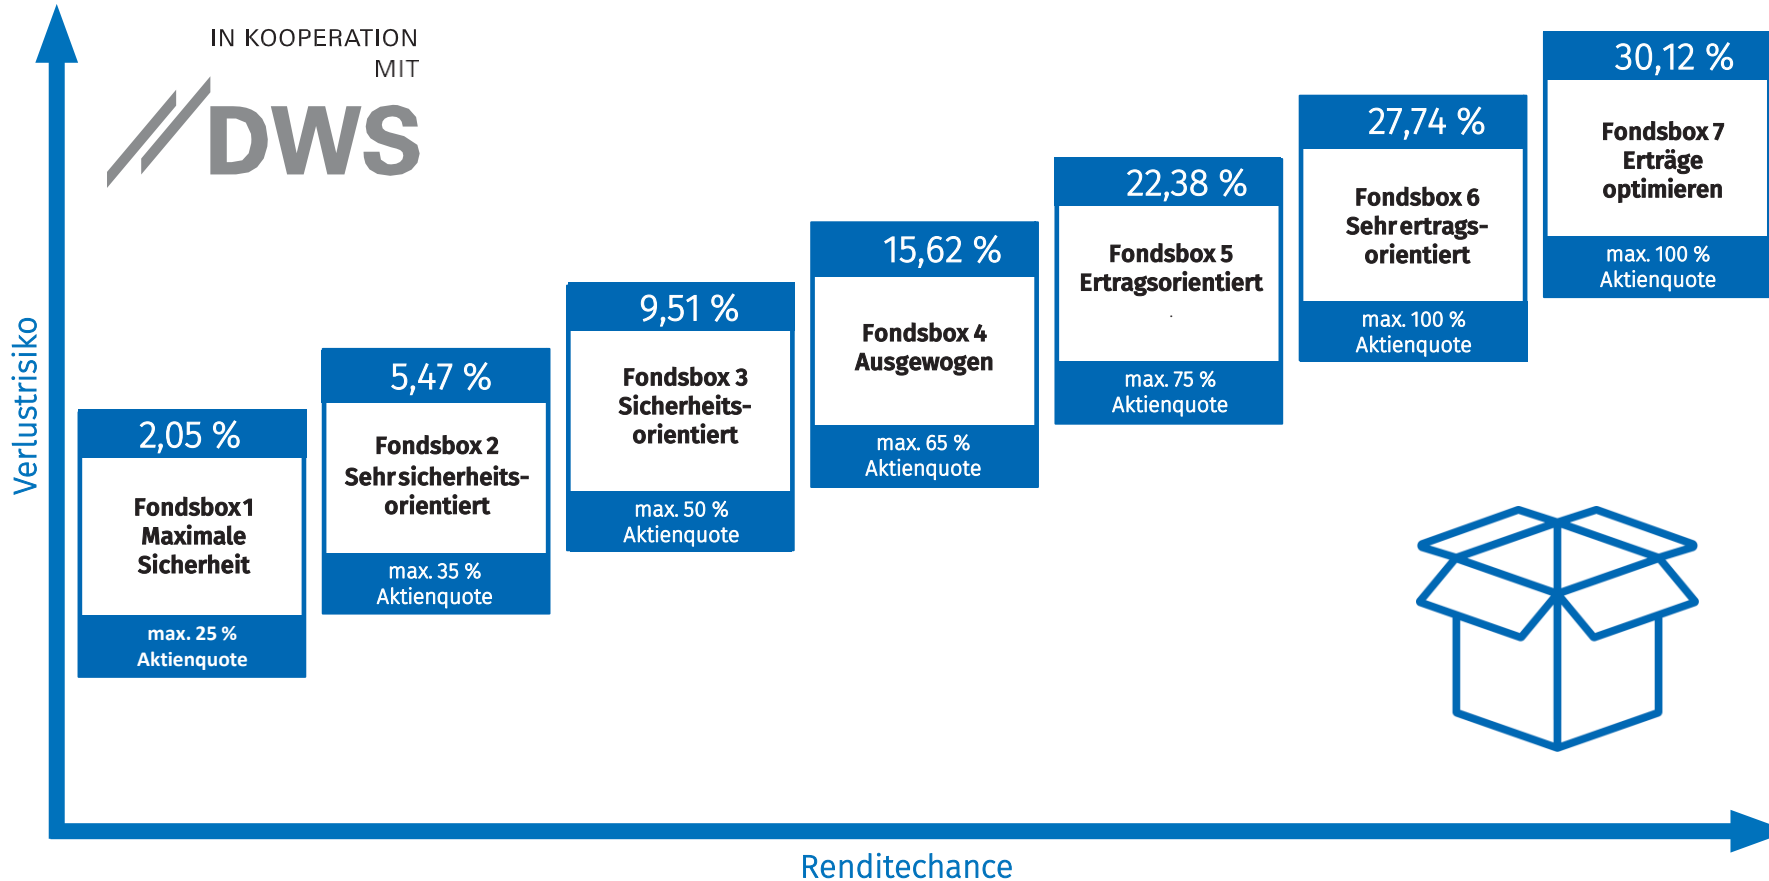 IN KOOPERATION
MIT
DWS
Verlustrisiko
2,05 %
Fondsbox 1
Maximale
Sicherheit
max. 25 %
Aktienquote
5,47 %
Fondsbox 2
Sehr sicherheits-
orientiert
max. 35 %
Aktienquote
9,51 %
Fondsbox 3
Sicherheits-
orientiert
max. 50 %
Aktienquote
15,62 %
Fondsbox 4
Ausgewogen
max. 65 %
Aktienquote
22,38 %
Fondsbox 5
Ertragsorientiert
max. 75 %
Aktienquote
27,74 %
Fondsbox 6
Sehr ertrags-
orientiert
max. 100 %
Aktienquote
30,12 %
Fondsbox 7
Erträge
optimieren
max. 100 %
Aktienquote
Renditechance